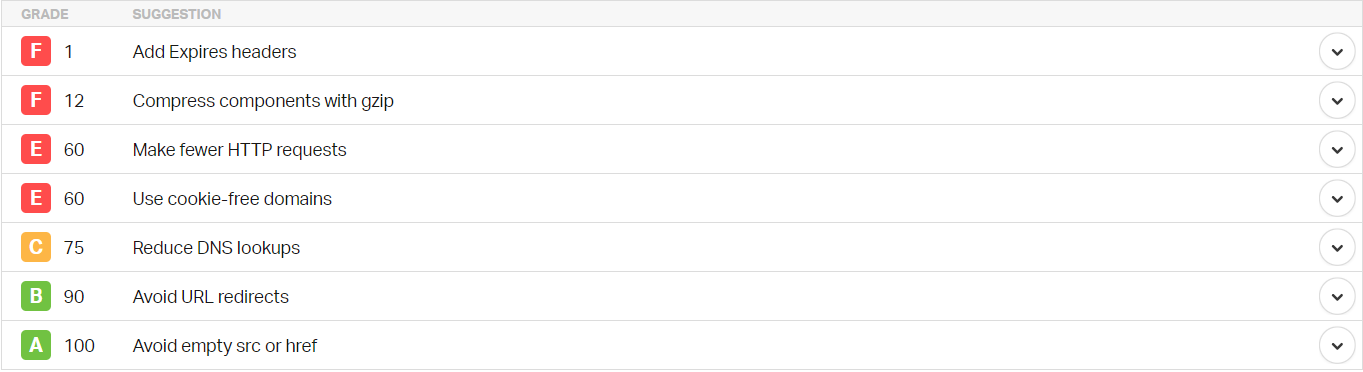 GRADE SUGGESTION
F 1 Add Expires headers
F 12 Compress components with gzip
E 60 Make fewer HTTP requests
E 60 Use cookie-free domains
C 75 Reduce DNS lookups
B 90 Avoid URL redirects
A 100 Avoid empty src or href